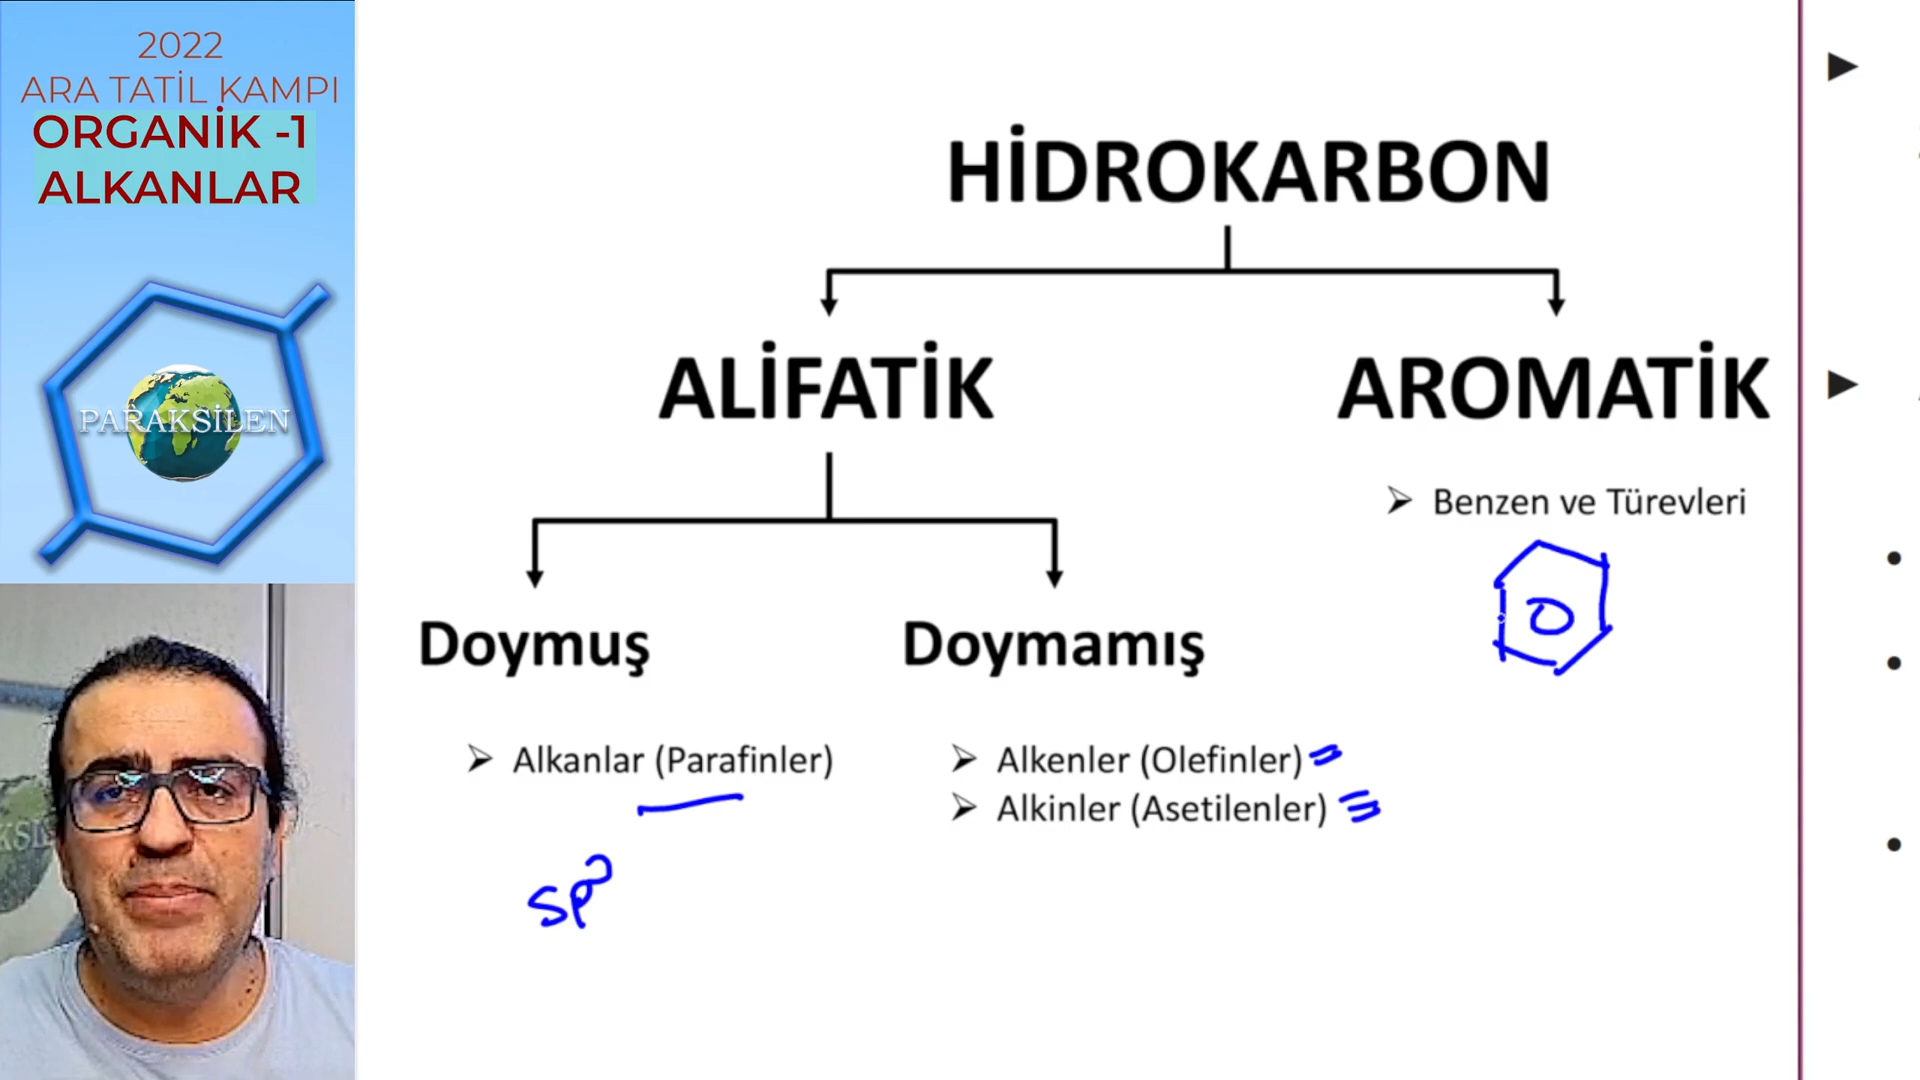 2022
ARA TATİL KAMPI
ORGANİK -1
ALKANLAR
PARAKSİLEN
HİDROKARBON
ALİFATİK
AROMATİK
Benzen ve Türevleri
Doymuş
Doymamış
Alkanlar (Parafinler)
Alkenler (Olefinler) =
Alkinler (Asetilenler) ≡